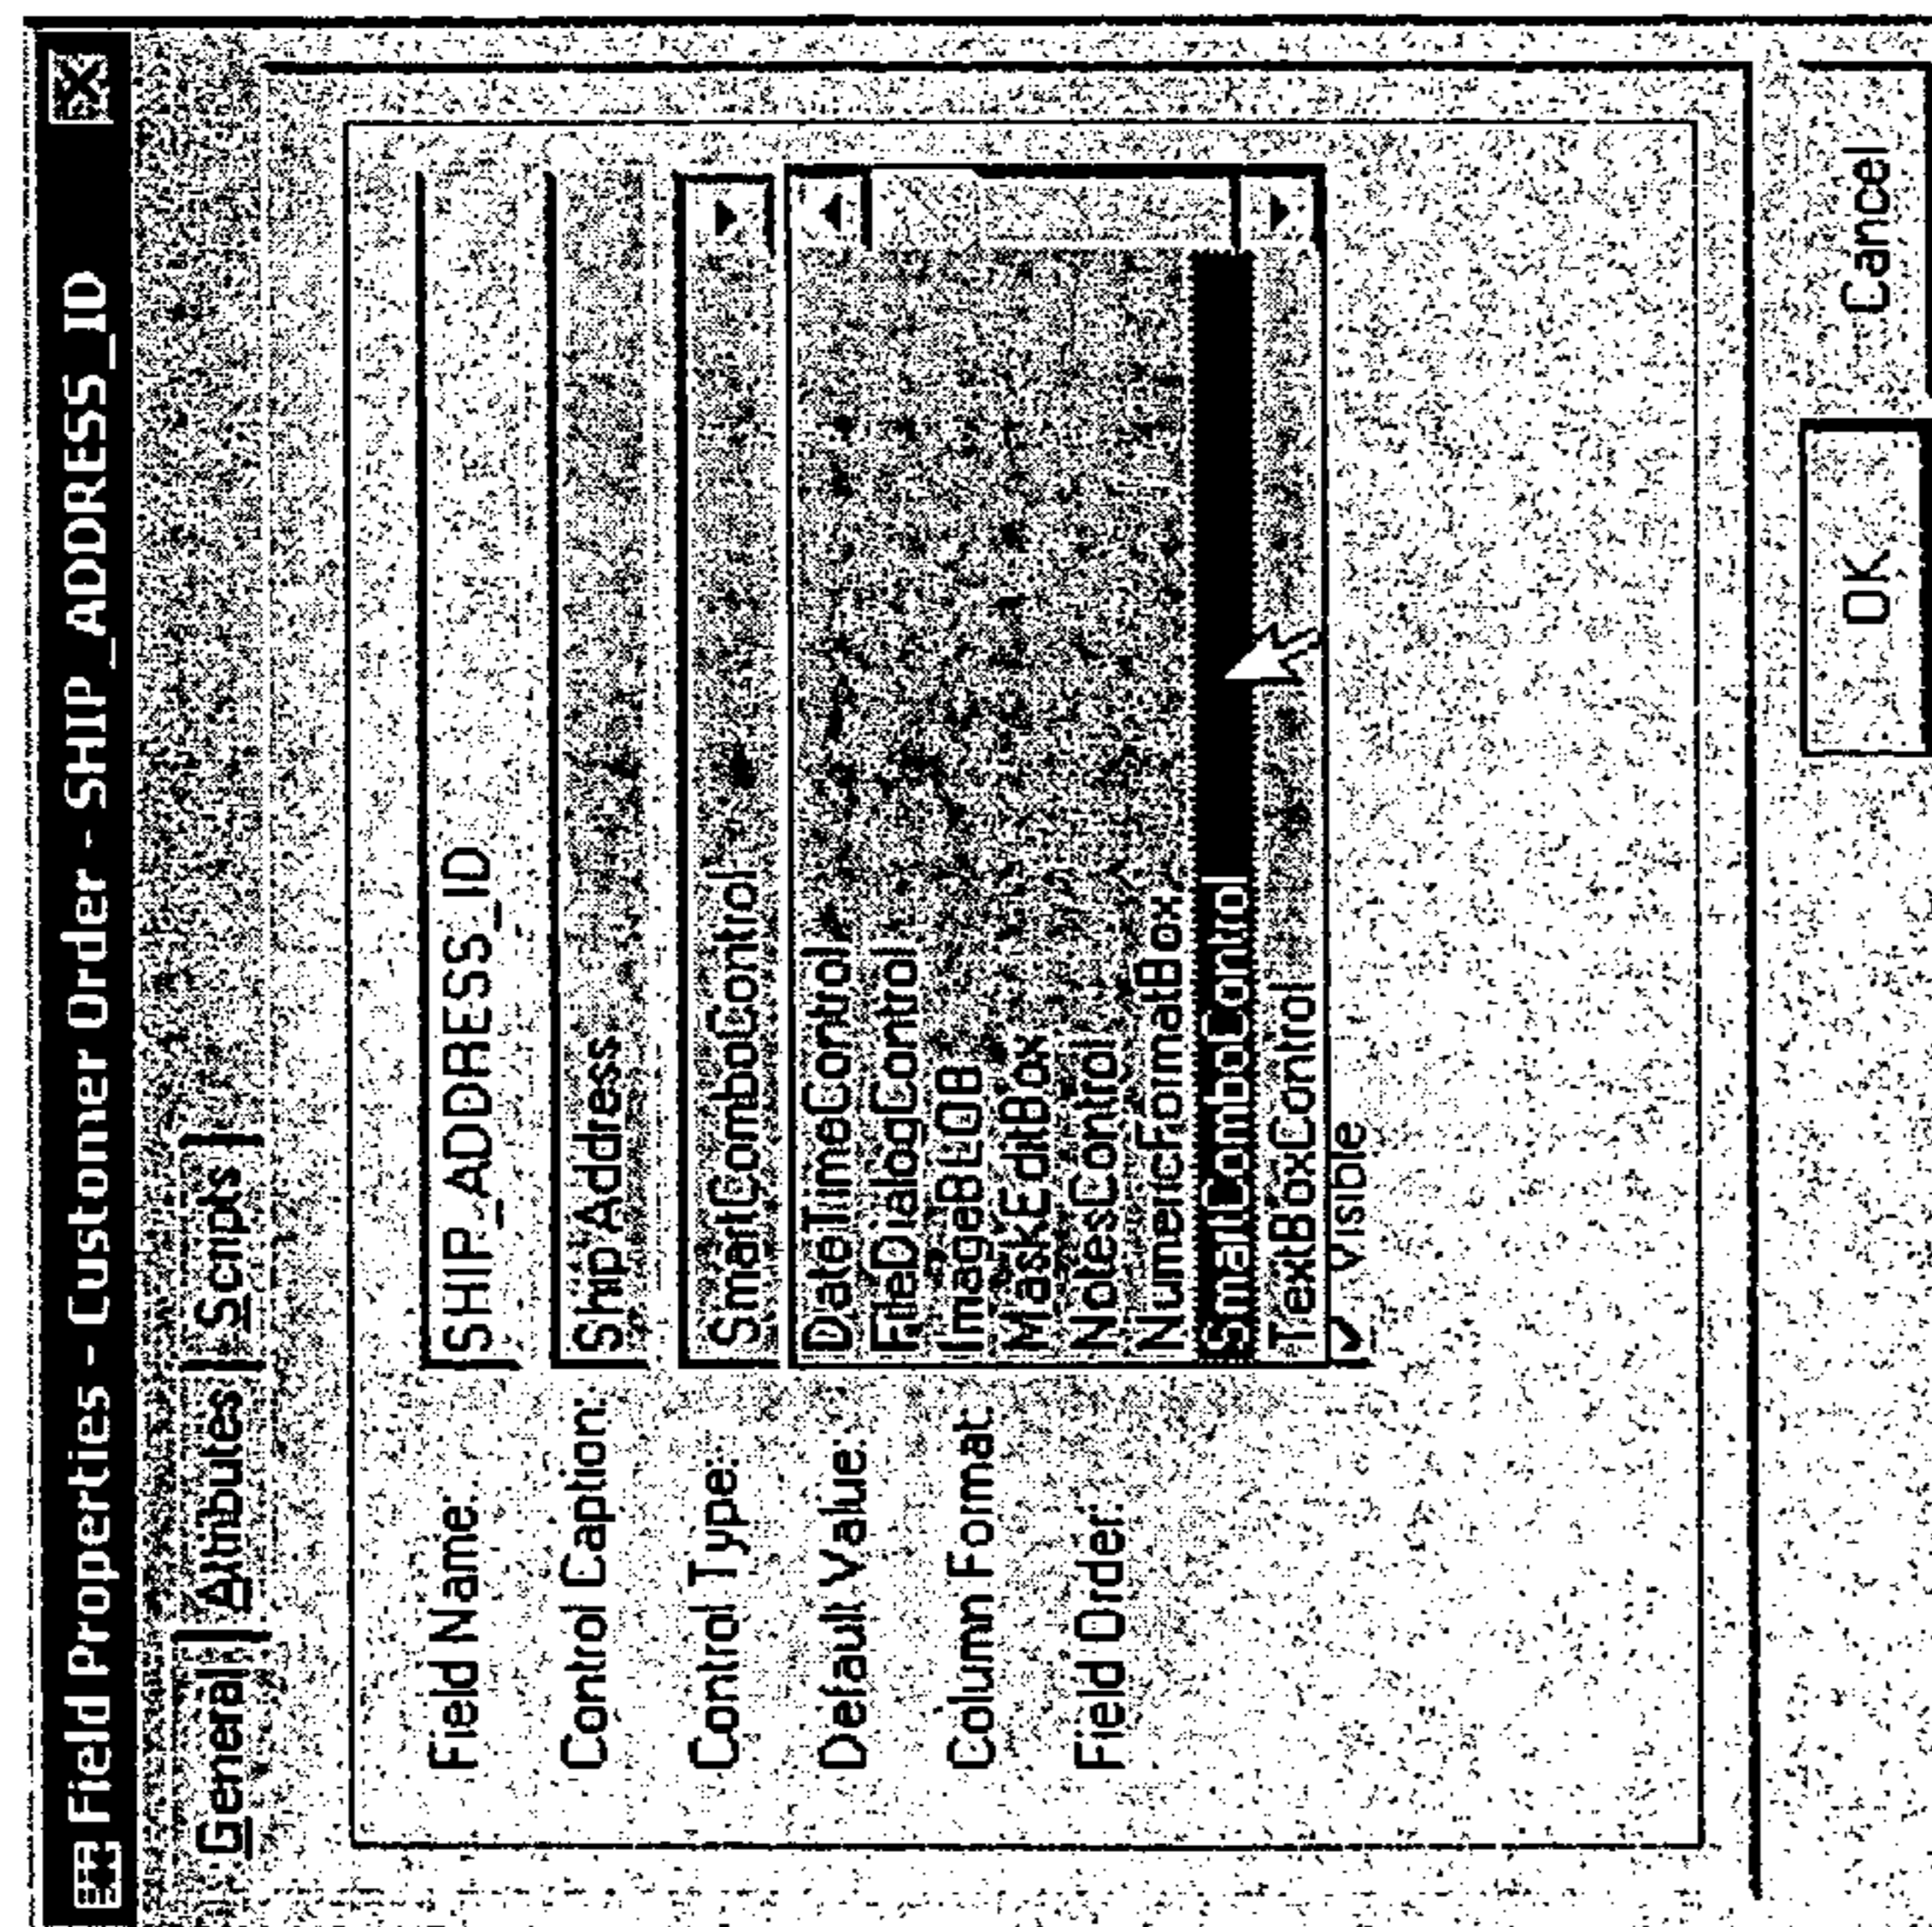 Field Properties - Customer Order - SHIP_ADDRESS_ID
General Attributes Scripts
Field Name: SHIP_ADDRESS_ID
Control Caption: Ship Address
Control Type: SmartComboControl
Default Value: DateTimeControl
FileDialogControl
Column Format: ImageBLOB
MaskEditBox
Field Order: NotesControl
NumericFormatBox
SmartComboControl
TextBoxControl
Visible
OK Cancel